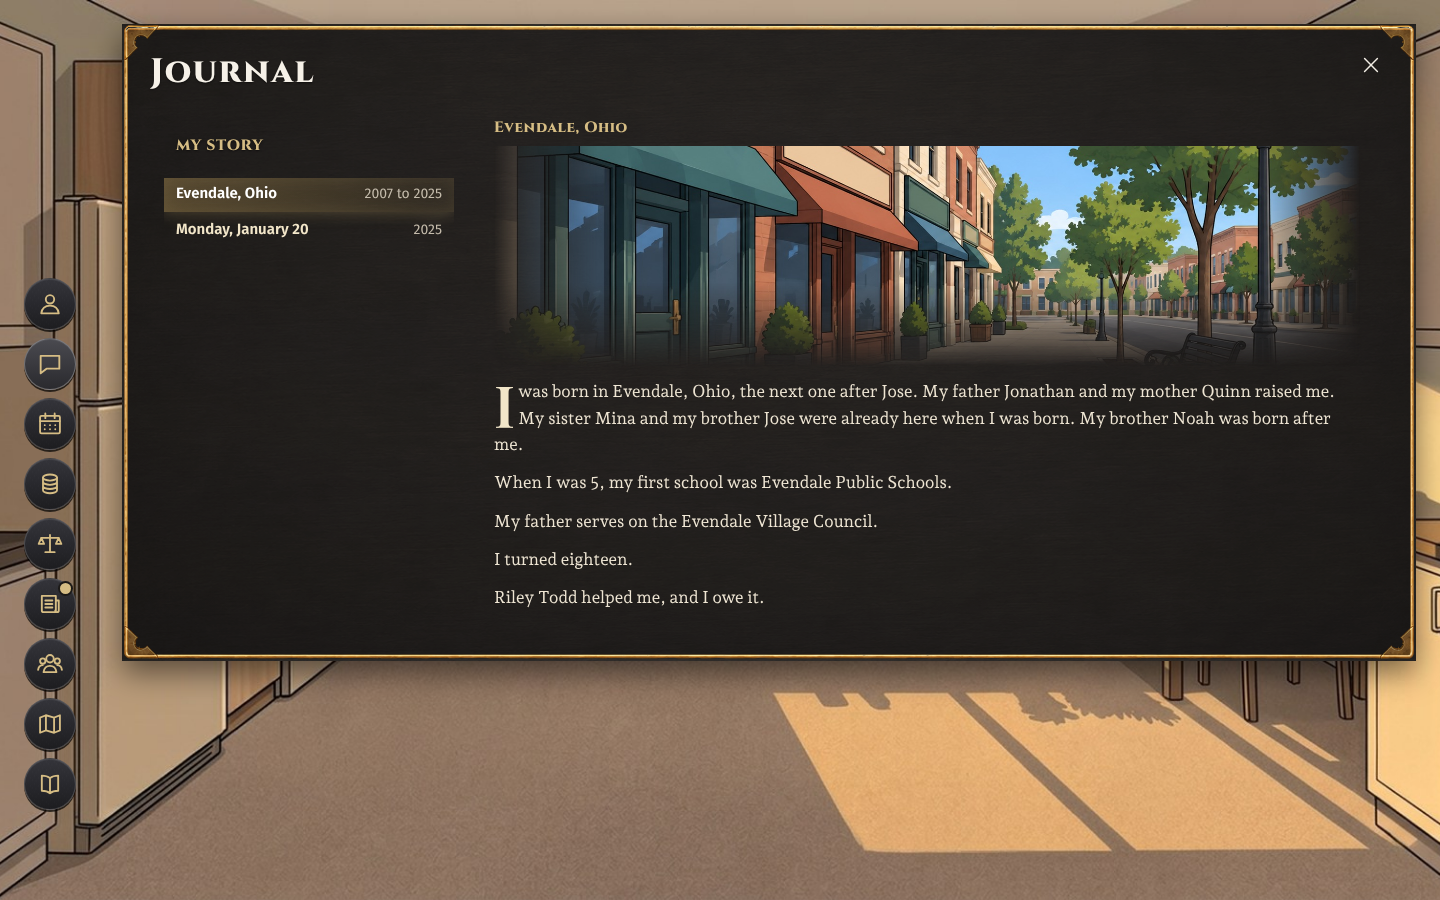 Journal
MY STORY
Evendale, Ohio 2007 to 2025
Monday, January 20 2025
Evendale, Ohio
I was born in Evendale, Ohio, the next one after Jose. My father Jonathan and my mother Quinn raised me.
My sister Mina and my brother Jose were already here when I was born. My brother Noah was born after
me.
When I was 5, my first school was Evendale Public Schools.
My father serves on the Evendale Village Council.
I turned eighteen.
Riley Todd helped me, and I owe it.